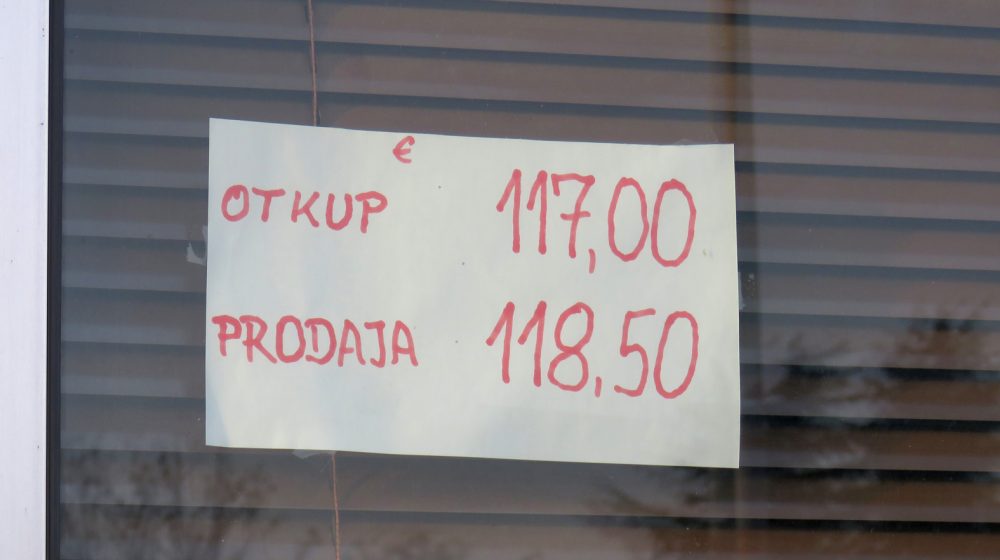 €
OTKUP 117,00
PRODAJA 118,50